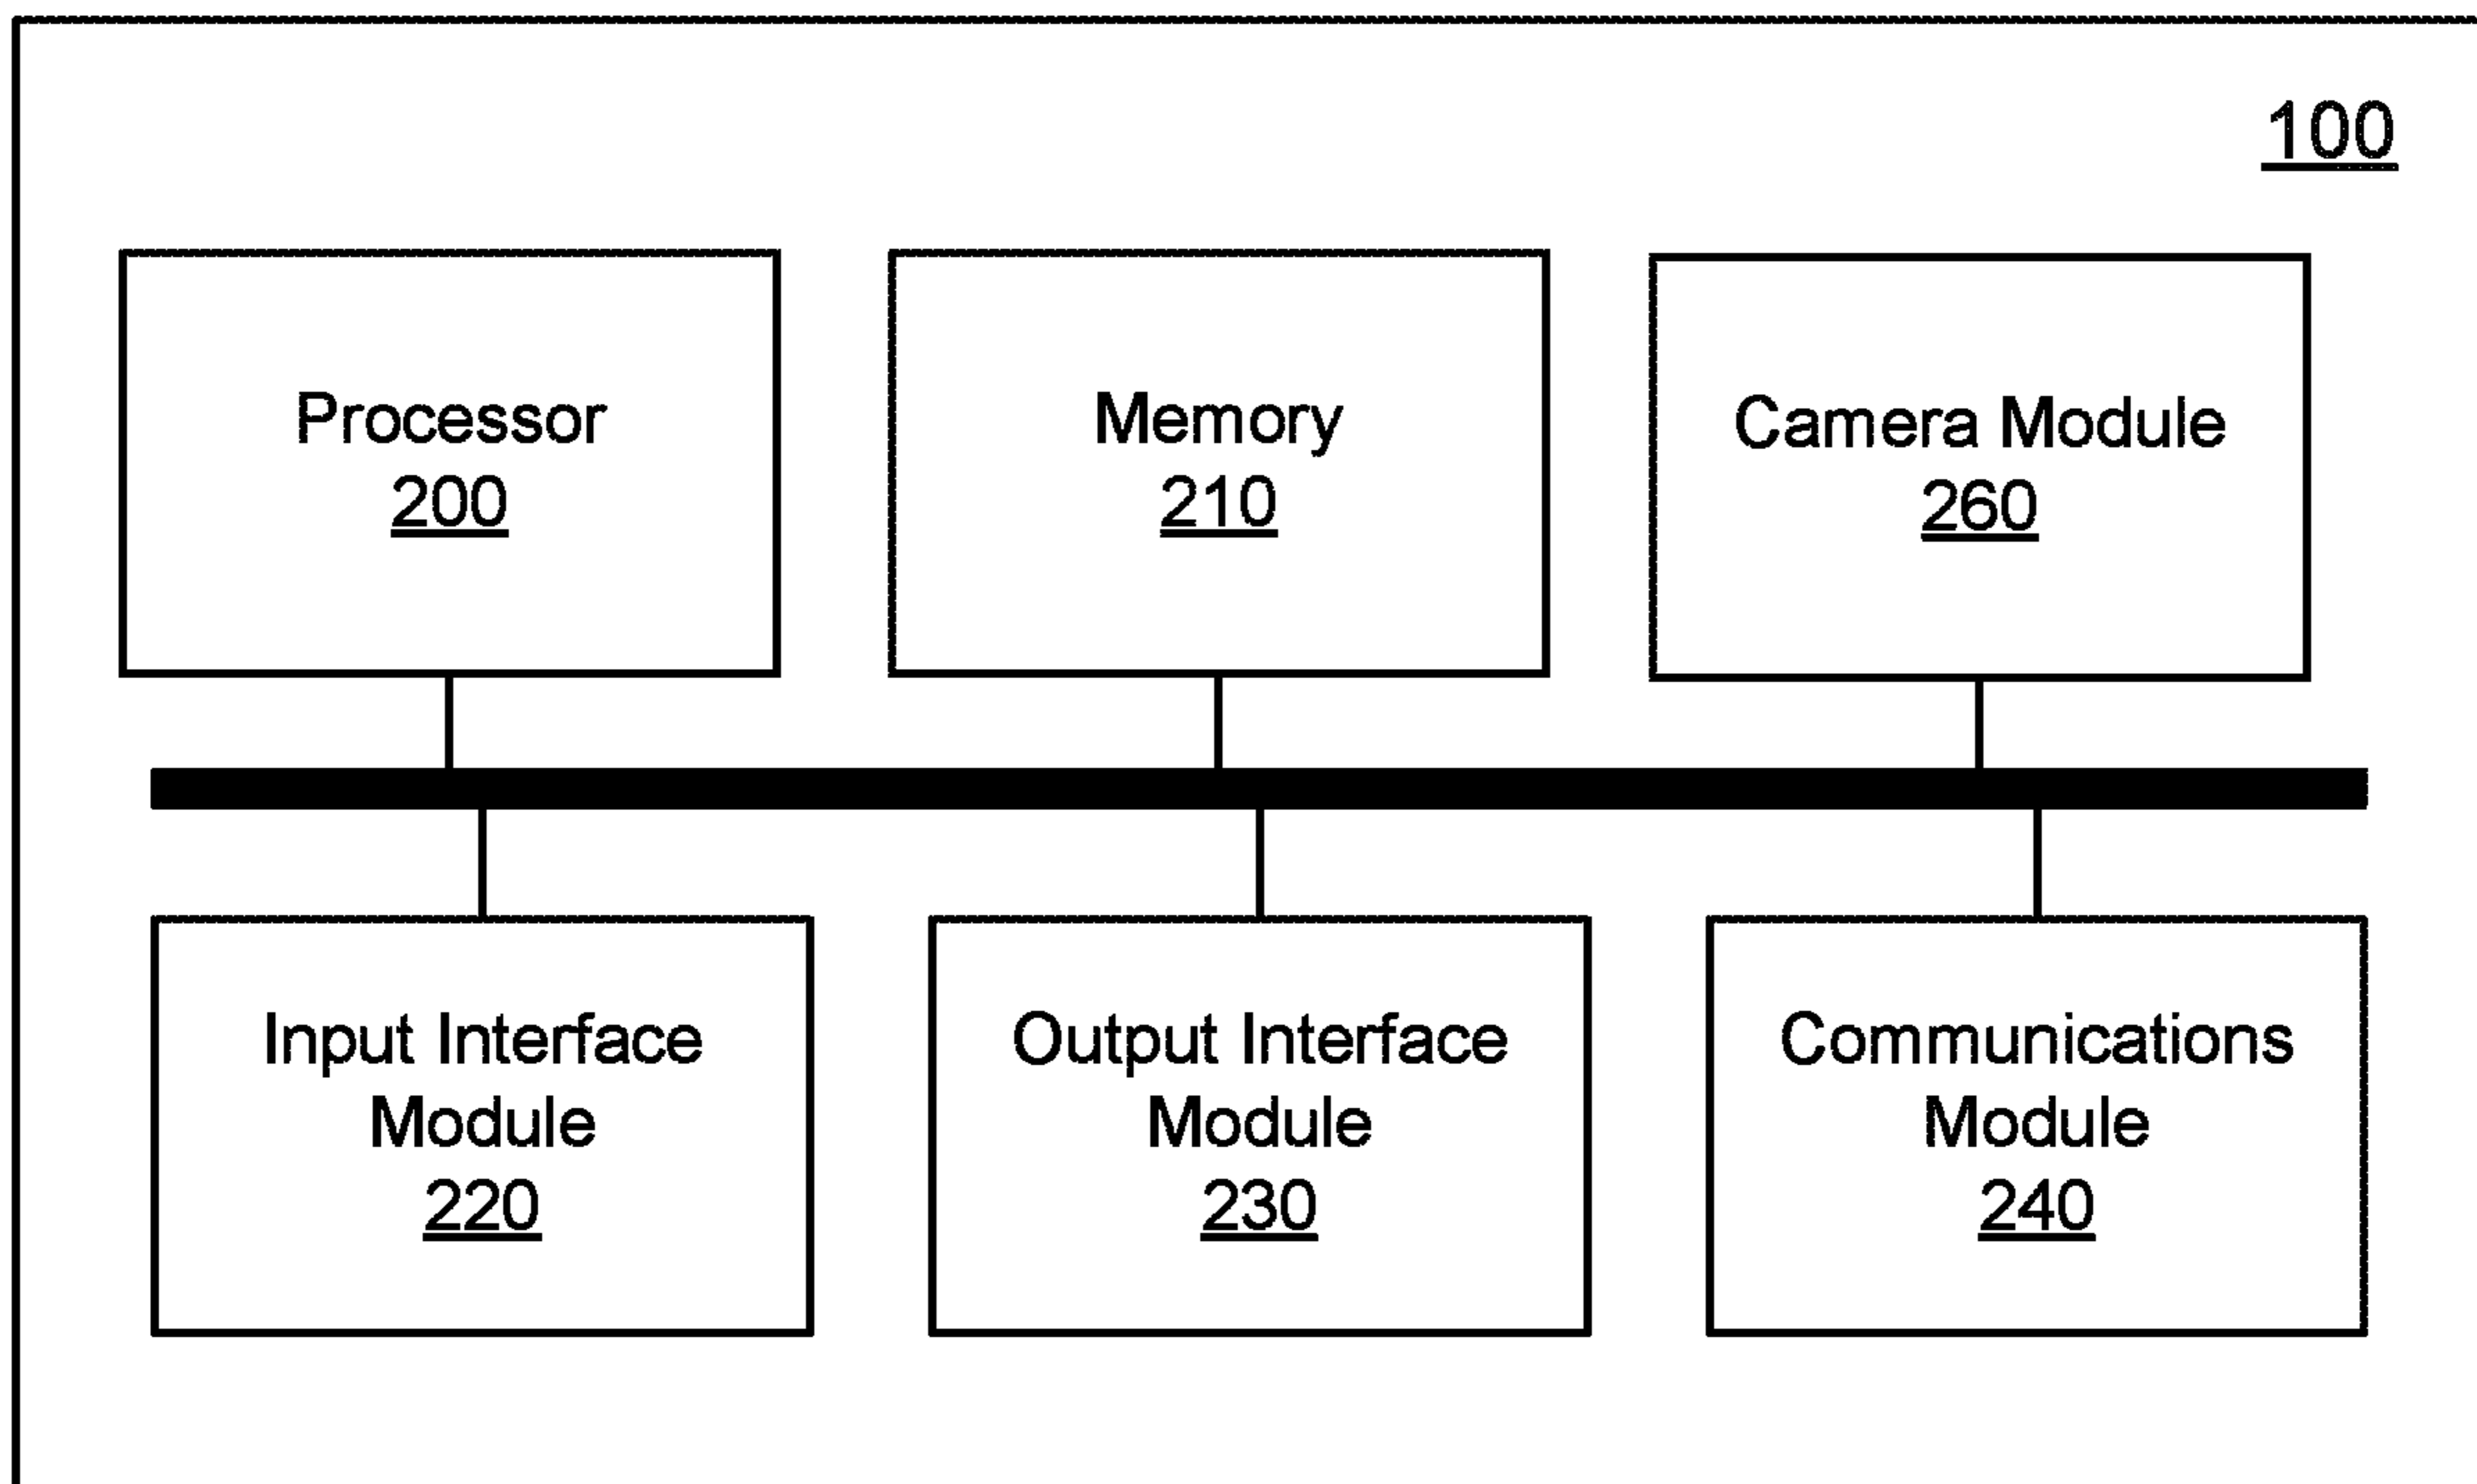 100
Processor
200
Memory
210
Camera Module
260
Input Interface
Module
220
Output Interface
Module
230
Communications
Module
240